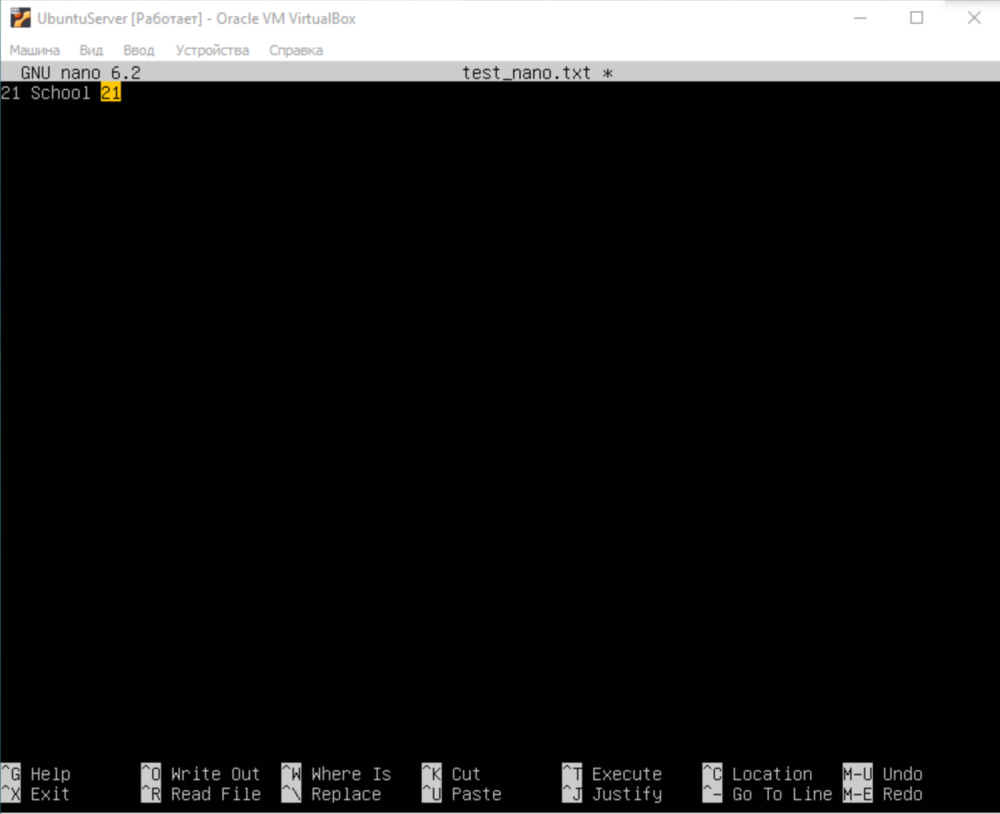 UbuntuServer [Работает] - Oracle VM VirtualBox
Машина Вид Ввод Устройства Справка
GNU nano 6.2 test_nano.txt *
21 School 21
^G Help ^O Write Out ^W Where Is ^K Cut ^T Execute ^C Location M-U Undo
^X Exit ^R Read File ^\ Replace ^U Paste ^J Justify ^- Go To Line M-E Redo